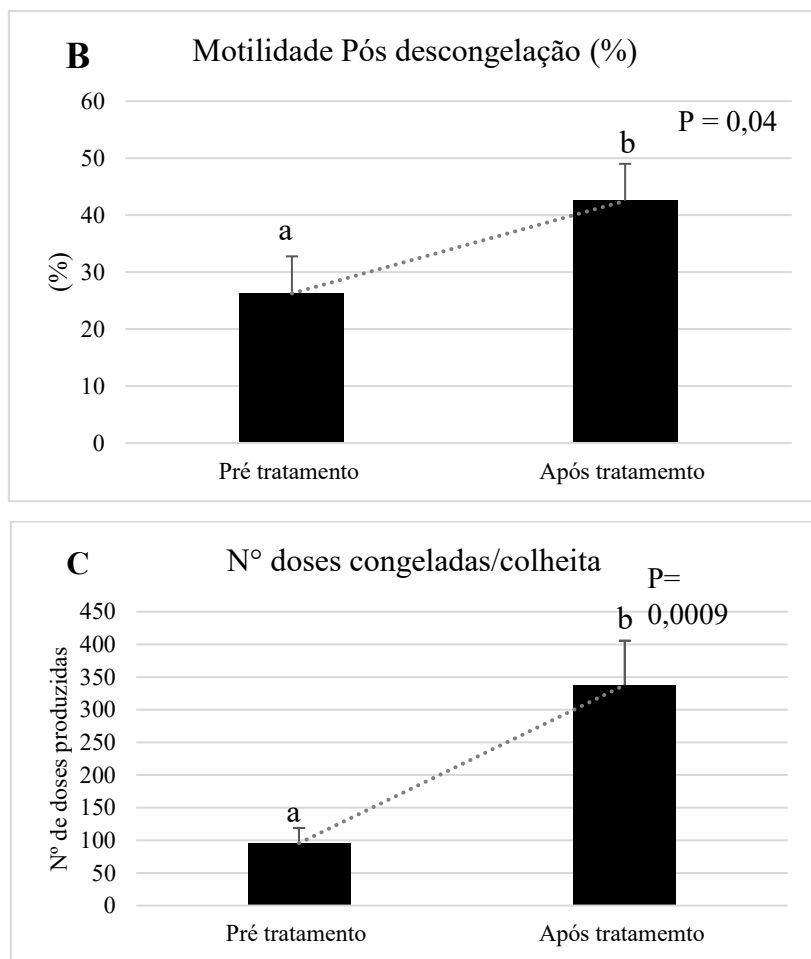 B
Motilidade Pós descongelação (%)
P = 0,04
60
50
40
30
20
10
0
(%)
a
b
Pré tratamento
Após tratamemto
C
N° doses congeladas/colheita
P=
0,0009
450
400
350
300
250
200
150
100
50
0
Nº de doses produzidas
a
b
Pré tratamento
Após tratamemto